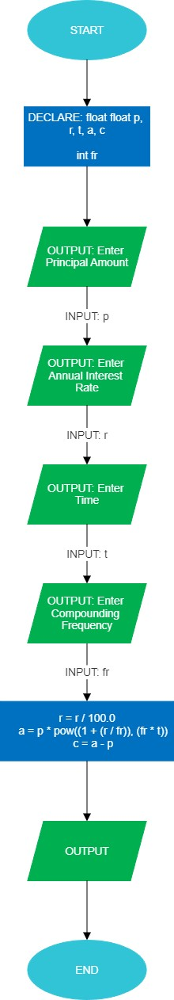 START
DECLARE: float float p,
r, t, a, c
int fr
OUTPUT: Enter
Principal Amount
INPUT: p
OUTPUT: Enter
Annual Interest
Rate
INPUT: r
OUTPUT: Enter
Time
INPUT: t
OUTPUT: Enter
Compounding
Frequency
INPUT: fr
r = r / 100.0
a = p * pow((1 + (r / fr)), (fr * t))
c = a - p
OUTPUT
END